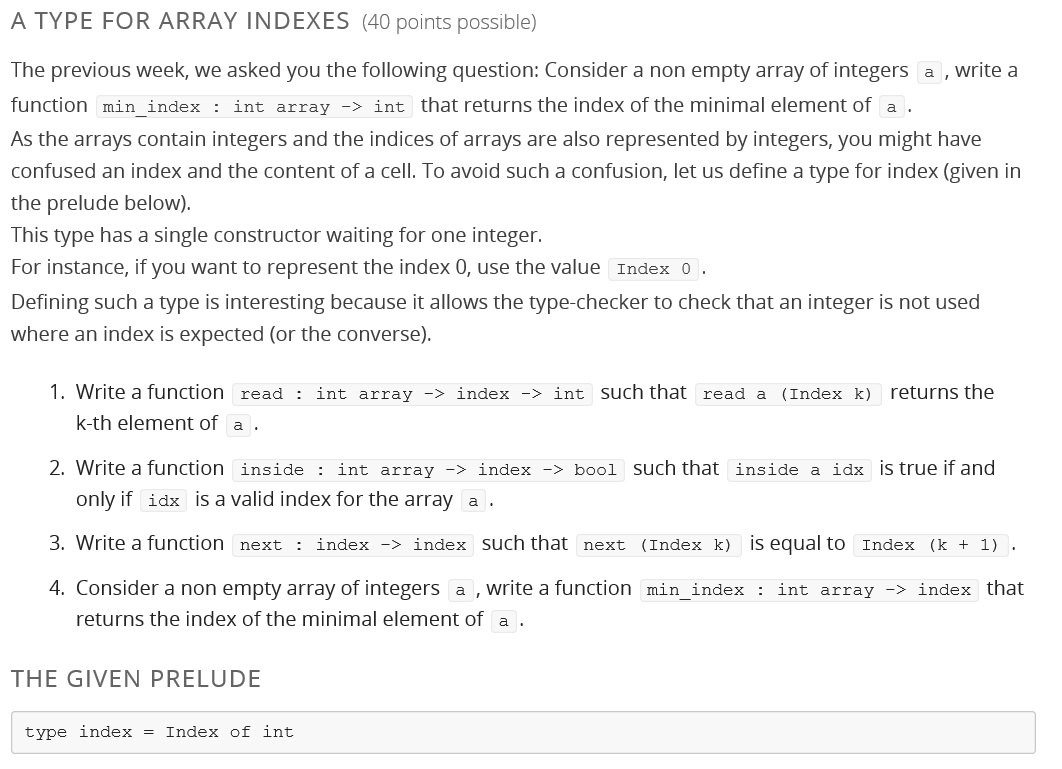 A TYPE FOR ARRAY INDEXES (40 points possible)
The previous week, we asked you the following question: Consider a non empty array of integers a , write a
function min_index : int array -> int that returns the index of the minimal element of a .
As the arrays contain integers and the indices of arrays are also represented by integers, you might have
confused an index and the content of a cell. To avoid such a confusion, let us define a type for index (given in
the prelude below).
This type has a single constructor waiting for one integer.
For instance, if you want to represent the index 0, use the value Index 0 .
Defining such a type is interesting because it allows the type-checker to check that an integer is not used
where an index is expected (or the converse).
1. Write a function read : int array -> index -> int such that read a (Index k) returns the
k-th element of a .
2. Write a function inside : int array -> index -> bool such that inside a idx is true if and
only if idx is a valid index for the array a .
3. Write a function next : index -> index such that next (Index k) is equal to Index (k + 1) .
4. Consider a non empty array of integers a , write a function min_index : int array -> index that
returns the index of the minimal element of a .
THE GIVEN PRELUDE
type index = Index of int